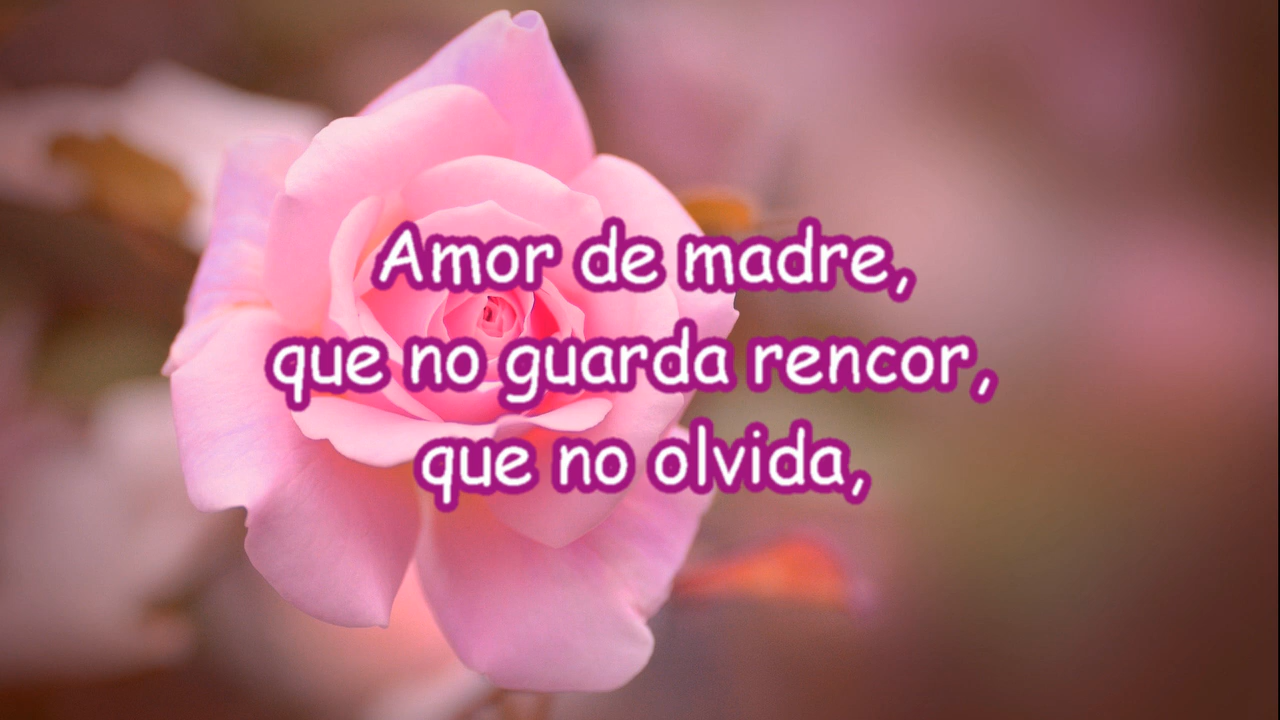 Amor de madre,
que no guarda rencor,
que no olvida,